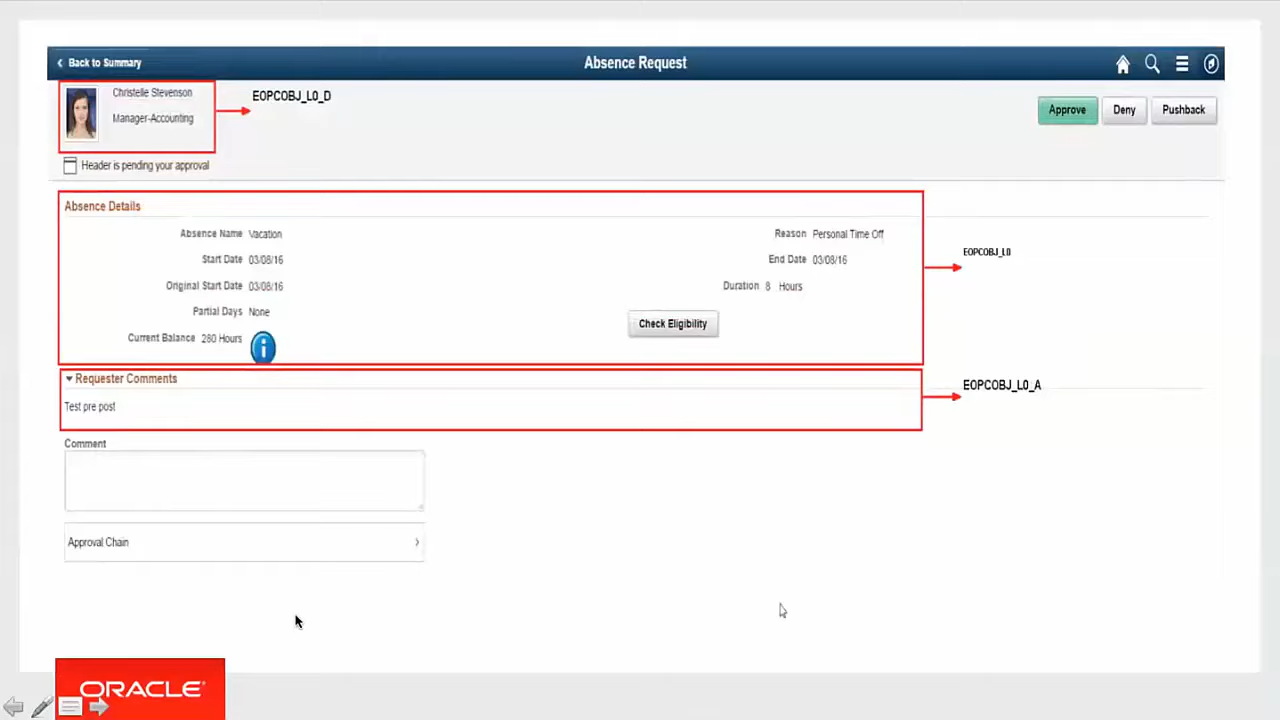 Back to Summary
Absence Request
Christelle Stevenson
Manager-Accounting
EOPCOBJ_L0_D
Approve
Deny
Pushback
Header is pending your approval
Absence Details
Absence Name Vacation
Reason Personal Time Off
EOPCOBJ_L0
Start Date 03/08/16
End Date 03/08/16
Original Start Date 03/08/16
Duration 8 Hours
Partial Days None
Check Eligibility
Current Balance 280 Hours
Requester Comments
EOPCOBJ_L0_A
Test pre post
Comment
Approval Chain
ORACLE